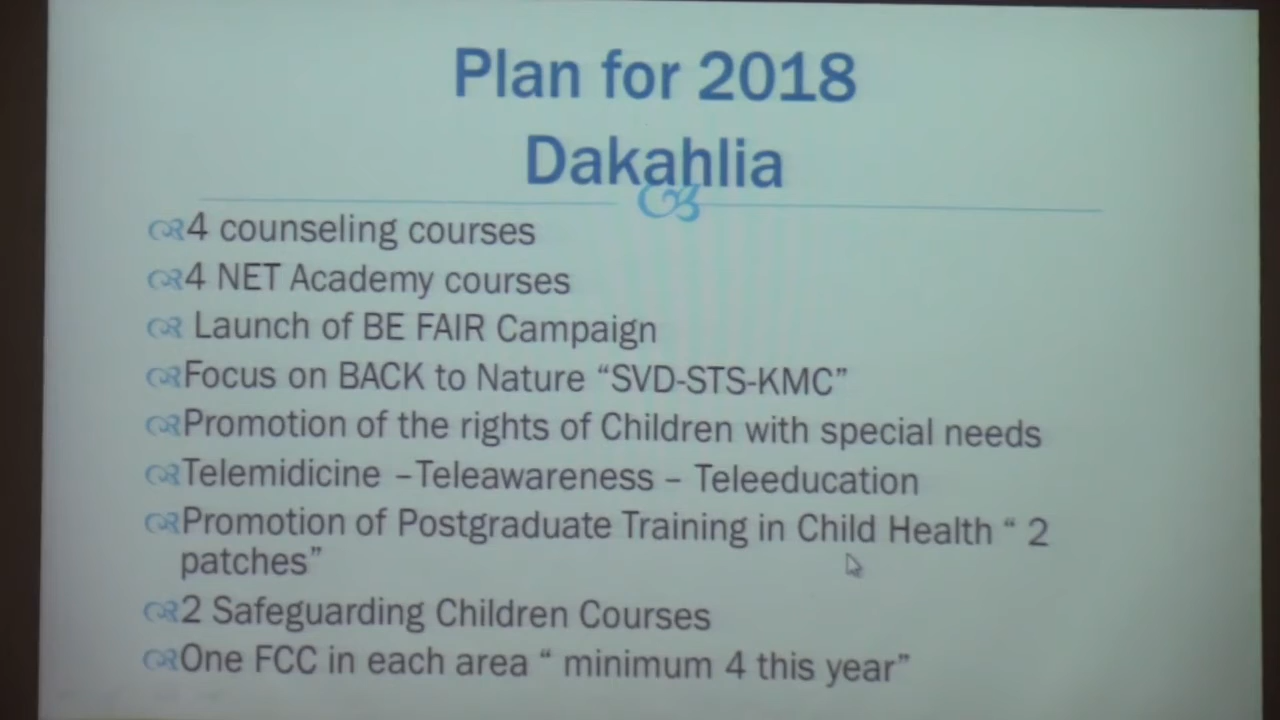 Plan for 2018
Dakahlia
4 counseling courses
4 NET Academy courses
Launch of BE FAIR Campaign
Focus on BACK to Nature “SVD-STS-KMC”
Promotion of the rights of Children with special needs
Telemidicine –Teleawareness – Teleeducation
Promotion of Postgraduate Training in Child Health “ 2
patches”
2 Safeguarding Children Courses
One FCC in each area “ minimum 4 this year”